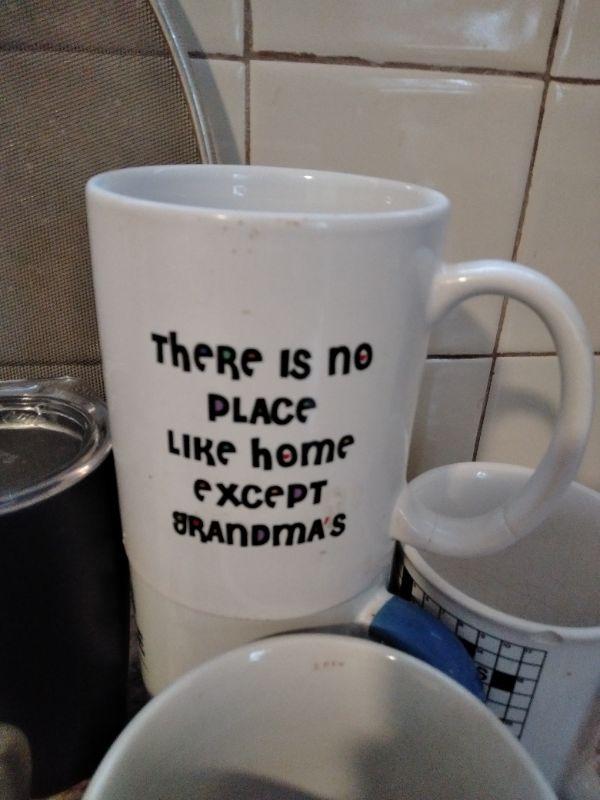 There is no
place
like home
except
grandma's